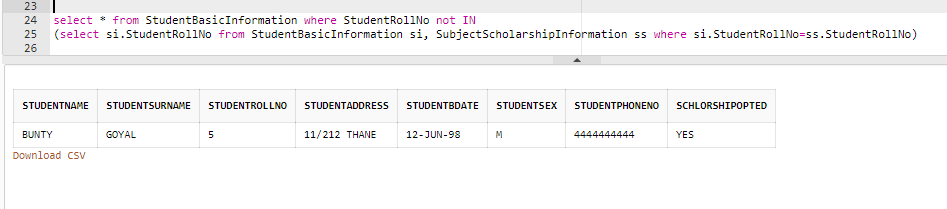 23
24 select * from StudentBasicInformation where StudentRollNo not IN
25 (select si.StudentRollNo from StudentBasicInformation si, SubjectScholarshipInformation ss where si.StudentRollNo=ss.StudentRollNo)
26
STUDENTNAME STUDENTSURNAME STUDENTROLLNO STUDENTADDRESS STUDENTBDATE STUDENTSEX STUDENTPHONENO SCHLORSHIPOPTED
BUNTY GOYAL 5 11/212 THANE 12-JUN-98 M 4444444444 YES
Download CSV